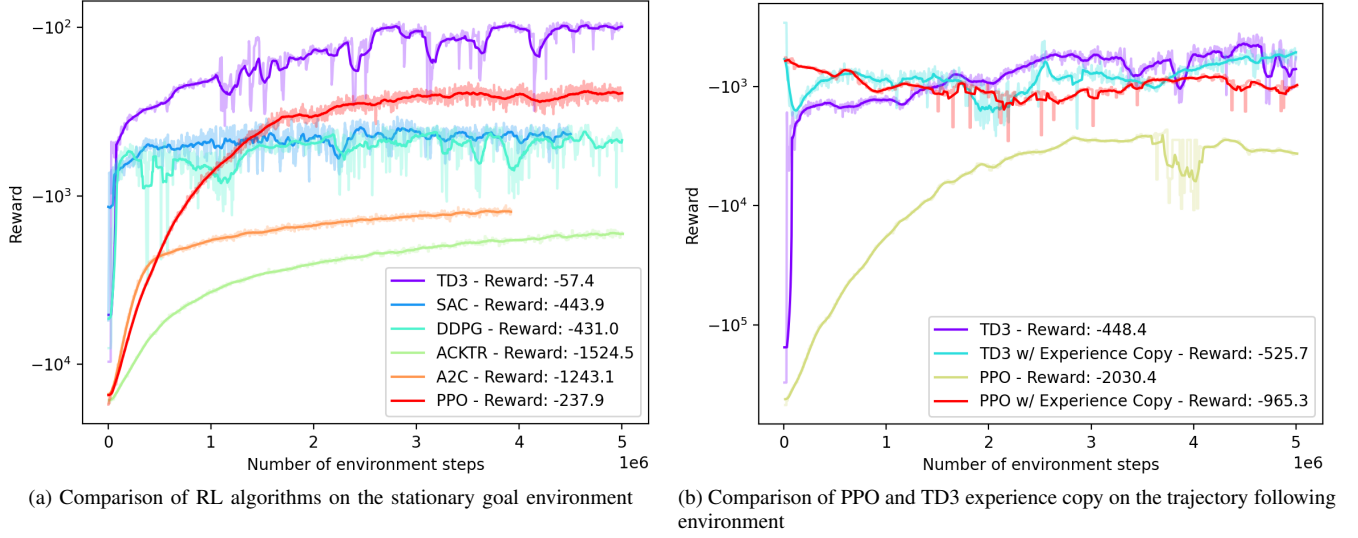 −10²
−10³
−10⁴
Reward
0
1
2
3
4
5
1e6
Number of environment steps
TD3 - Reward: -57.4
SAC - Reward: -443.9
DDPG - Reward: -431.0
ACKTR - Reward: -1524.5
A2C - Reward: -1243.1
PPO - Reward: -237.9
(a) Comparison of RL algorithms on the stationary goal environment
−10³
−10⁴
−10⁵
Reward
0
1
2
3
4
5
1e6
Number of environment steps
TD3 - Reward: -448.4
TD3 w/ Experience Copy - Reward: -525.7
PPO - Reward: -2030.4
PPO w/ Experience Copy - Reward: -965.3
(b) Comparison of PPO and TD3 experience copy on the trajectory following
environment